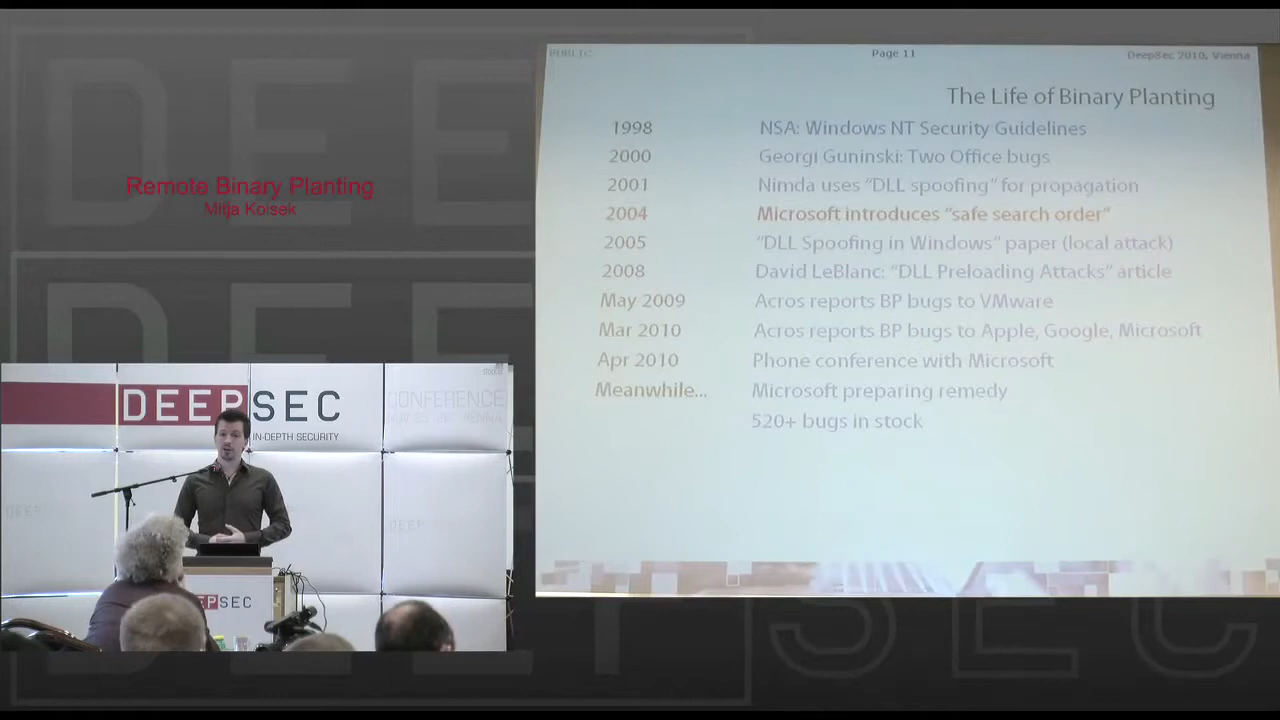 Remote Binary Planting
Mitja Kolsek
DEEPSEC
CONFERENCE
IN-DEPTH SECURITY
DEEPSEC
PUBLIC
Page 11
DeepSec 2010, Vienna
The Life of Binary Planting
1998 NSA: Windows NT Security Guidelines
2000 Georgi Guninski: Two Office bugs
2001 Nimda uses “DLL spoofing” for propagation
2004 Microsoft introduces “safe search order”
2005 “DLL Spoofing in Windows” paper (local attack)
2008 David LeBlanc: “DLL Preloading Attacks” article
May 2009 Acros reports BP bugs to VMware
Mar 2010 Acros reports BP bugs to Apple, Google, Microsoft
Apr 2010 Phone conference with Microsoft
Meanwhile... Microsoft preparing remedy
520+ bugs in stock